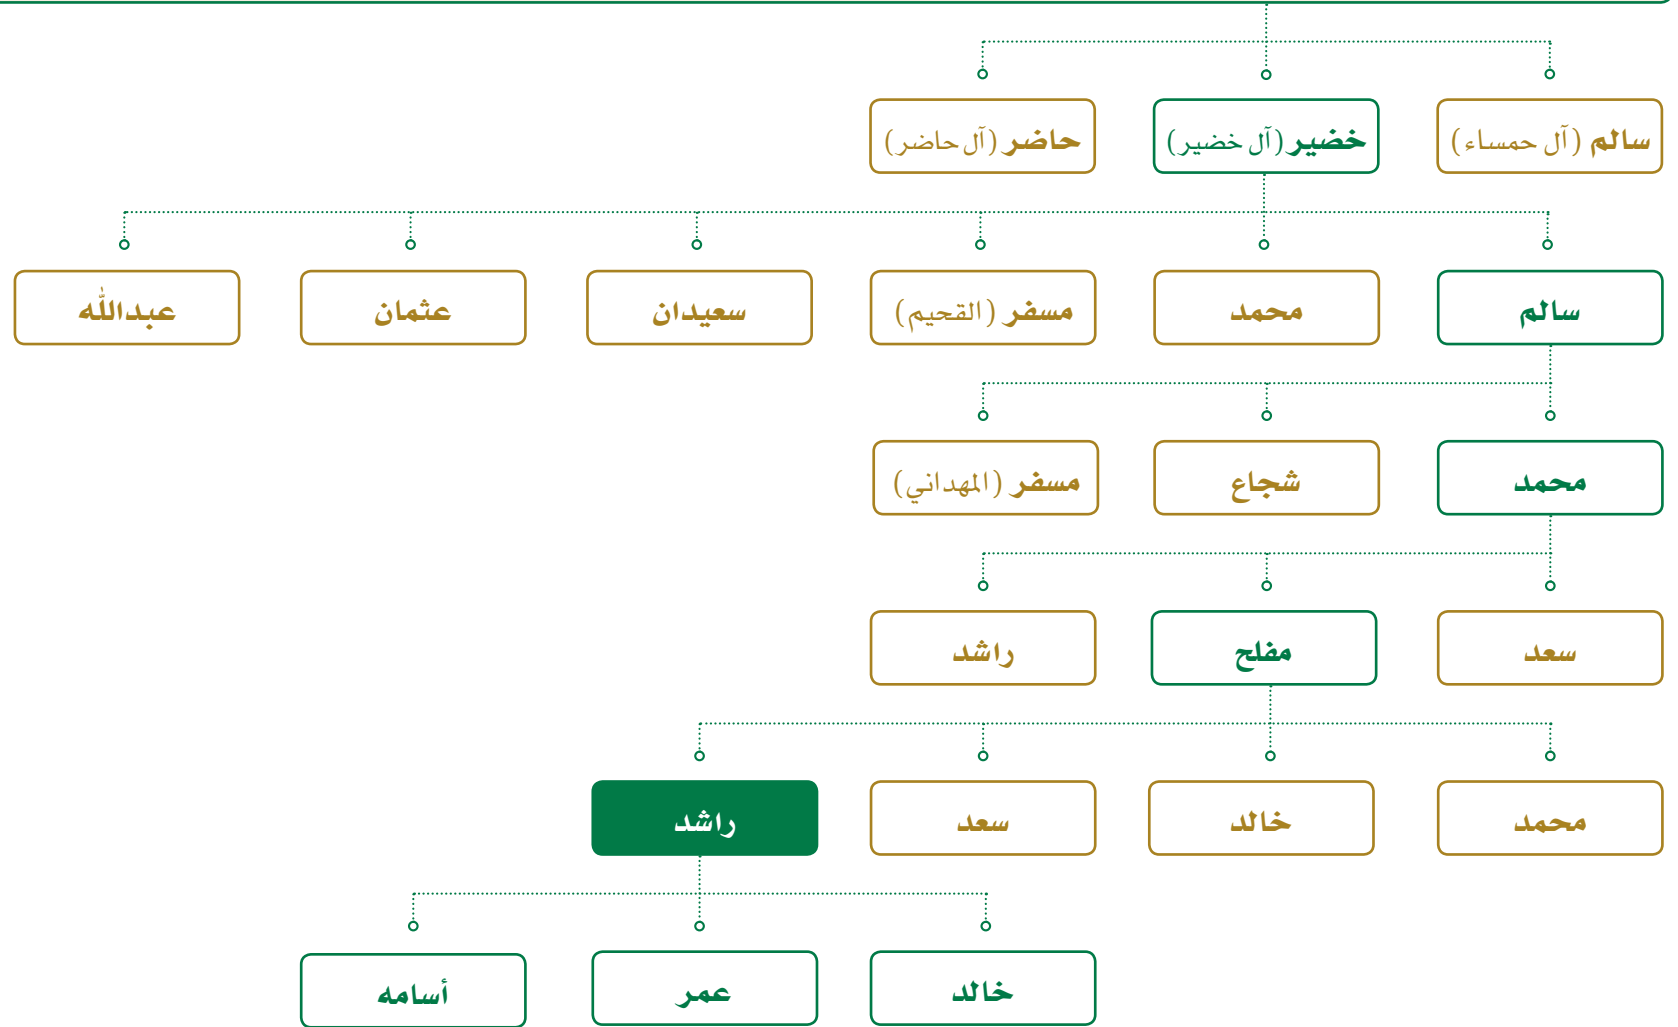 سالم (آل حمساء)
خضير (آل خضير)
حاضر (آل حاضر)
سالم
محمد
مسفر (القحيم)
سعيدان
عثمان
عبدالله
محمد
شجاع
مسفر (المهداني)
سعد
مفلح
راشد
محمد
خالد
سعد
راشد
خالد
عمر
أسامه